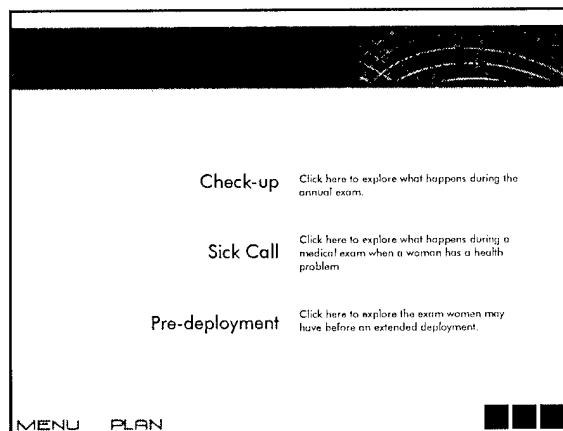 Check-up
Click here to explore what happens during the
annual exam.
Sick Call
Click here to explore what happens during a
medical exam when a woman has a health
problem
Pre-deployment
Click here to explore the exam women may
have before an extended deployment.
MENU PLAN